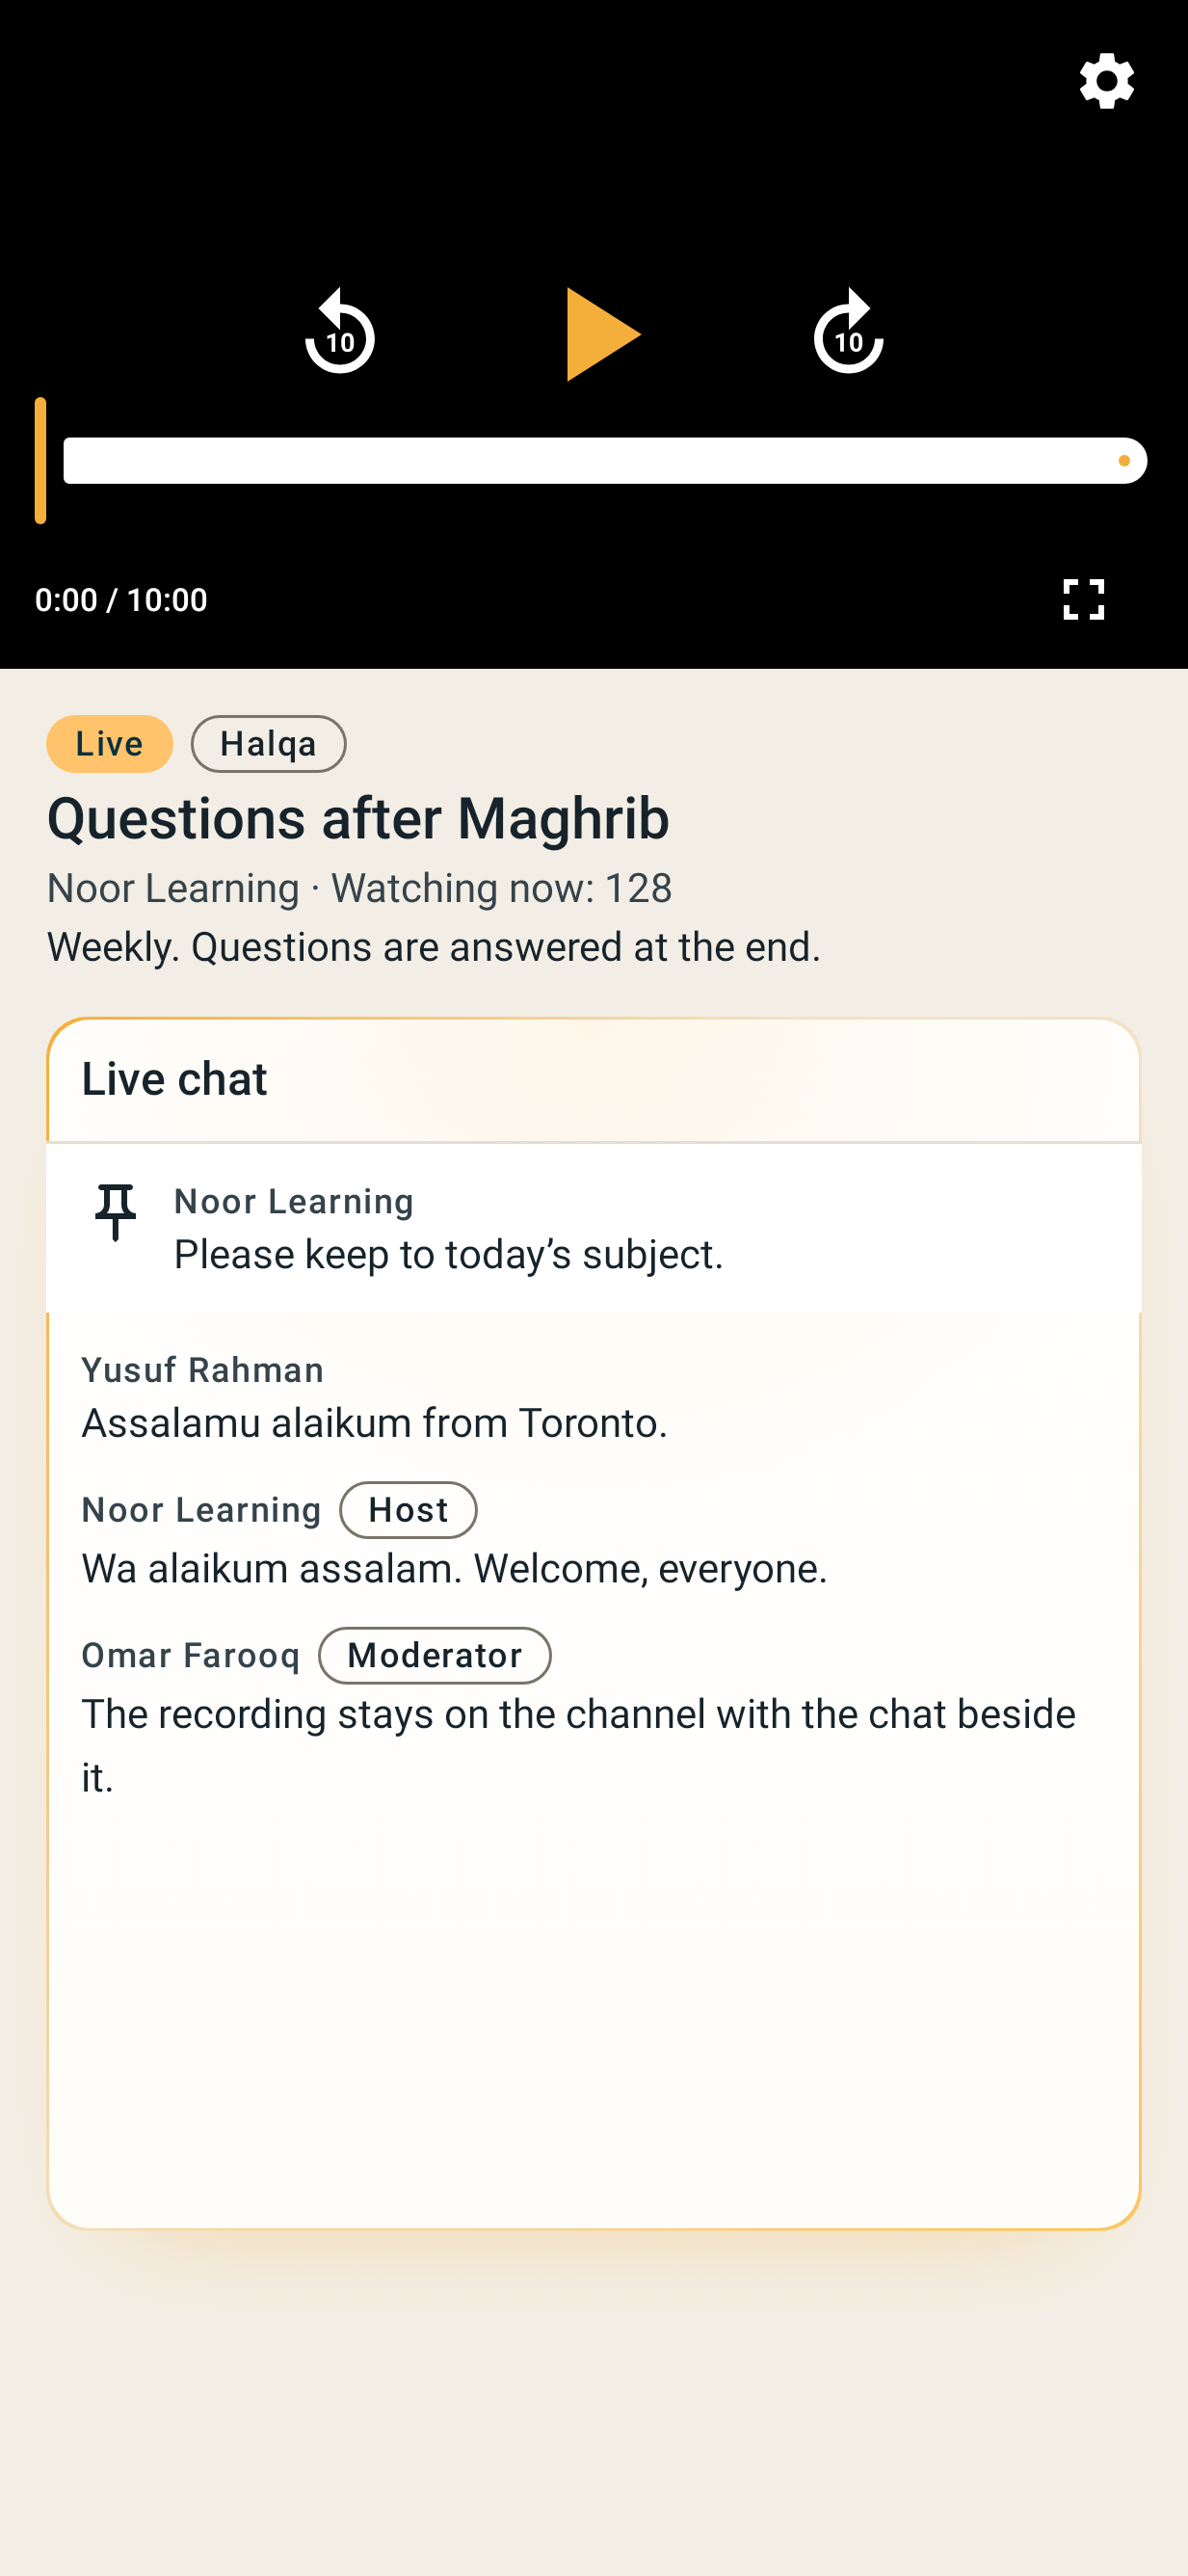 10
10
0:00 / 10:00
Live
Halqa
Questions after Maghrib
Noor Learning · Watching now: 128
Weekly. Questions are answered at the end.
Live chat
Noor Learning
Please keep to today’s subject.
Yusuf Rahman
Assalamu alaikum from Toronto.
Noor Learning Host
Wa alaikum assalam. Welcome, everyone.
Omar Farooq Moderator
The recording stays on the channel with the chat beside
it.